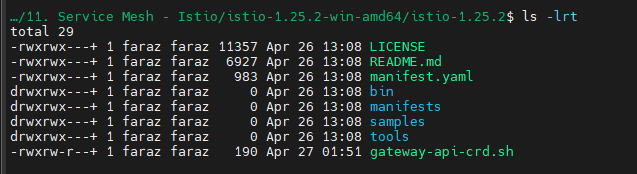 …/11. Service Mesh - Istio/istio-1.25.2-win-amd64/istio-1.25.2$ ls -lrt
total 29
-rwxrwx---+ 1 faraz faraz 11357 Apr 26 13:08 LICENSE
-rwxrwx---+ 1 faraz faraz  6927 Apr 26 13:08 README.md
-rwxrwx---+ 1 faraz faraz   983 Apr 26 13:08 manifest.yaml
drwxrwx---+ 1 faraz faraz     0 Apr 26 13:08 bin
drwxrwx---+ 1 faraz faraz     0 Apr 26 13:08 manifests
drwxrwx---+ 1 faraz faraz     0 Apr 26 13:08 samples
drwxrwx---+ 1 faraz faraz     0 Apr 26 13:08 tools
-rwxrw-r--+ 1 faraz faraz   190 Apr 27 01:51 gateway-api-crd.sh